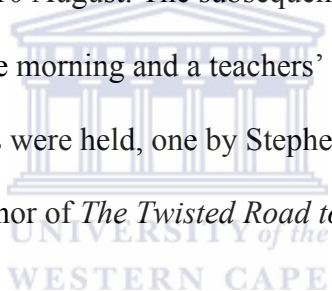 10 August. The subsequen
e morning and a teachers'
s were held, one by Stephe
hor of The Twisted Road to
UNIVERSITY of the
WESTERN CAPE